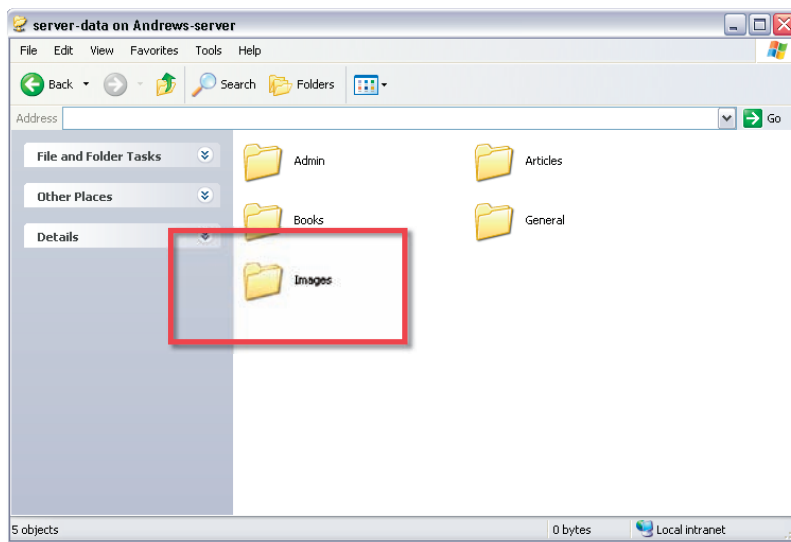 server-data on Andrews-server
File Edit View Favorites Tools Help
Back Search Folders
Address Go
File and Folder Tasks
Other Places
Details
Admin Articles
Books General
Images
5 objects 0 bytes Local intranet